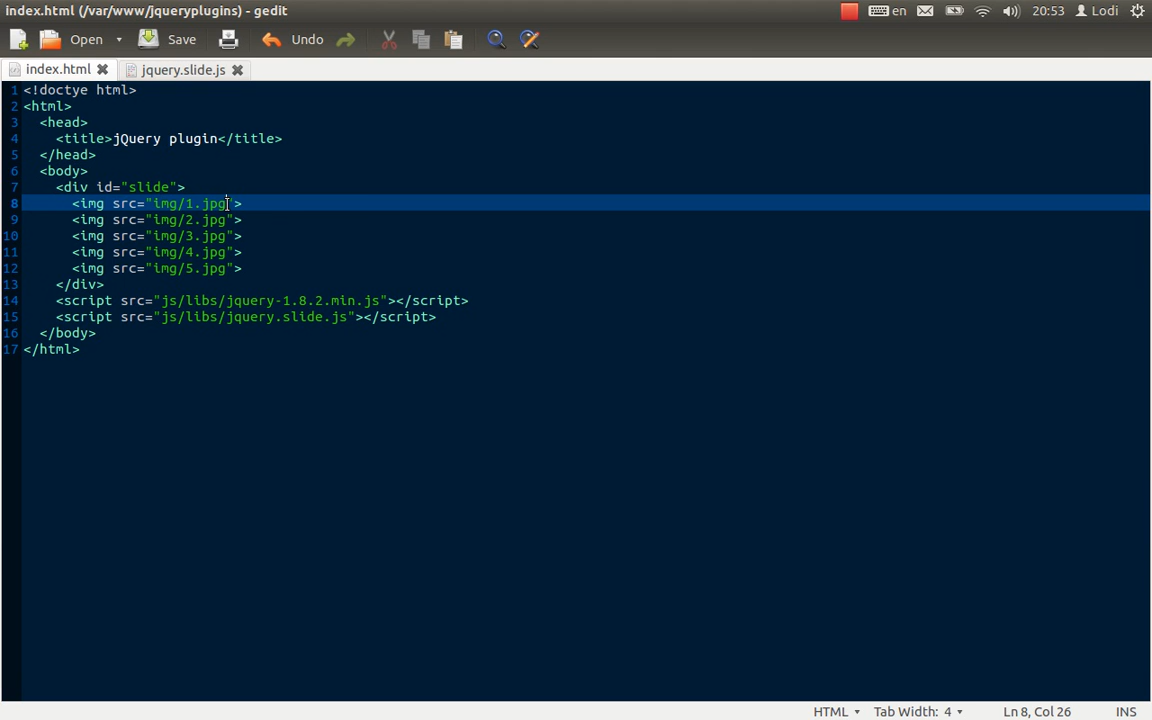 index.html (/var/www/jqueryplugins) - gedit
en
20:53
Lodi
Open
Save
Undo
index.html
jquery.slide.js
1 <!doctye html>
2 <html>
3 <head>
4 <title>jQuery plugin</title>
5 </head>
6 <body>
7 <div id="slide">
8 <img src="img/1.jpg">
9 <img src="img/2.jpg">
10 <img src="img/3.jpg">
11 <img src="img/4.jpg">
12 <img src="img/5.jpg">
13 </div>
14 <script src="js/libs/jquery-1.8.2.min.js"></script>
15 <script src="js/libs/jquery.slide.js"></script>
16 </body>
17 </html>
HTML
Tab Width: 4
Ln 8, Col 26
INS